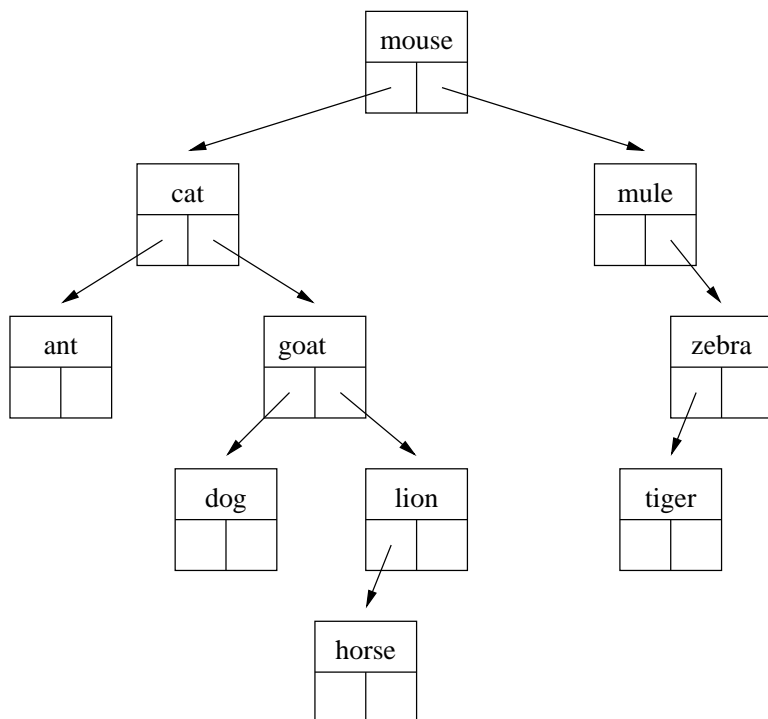 mouse
cat
mule
ant
goat
zebra
dog
lion
tiger
horse